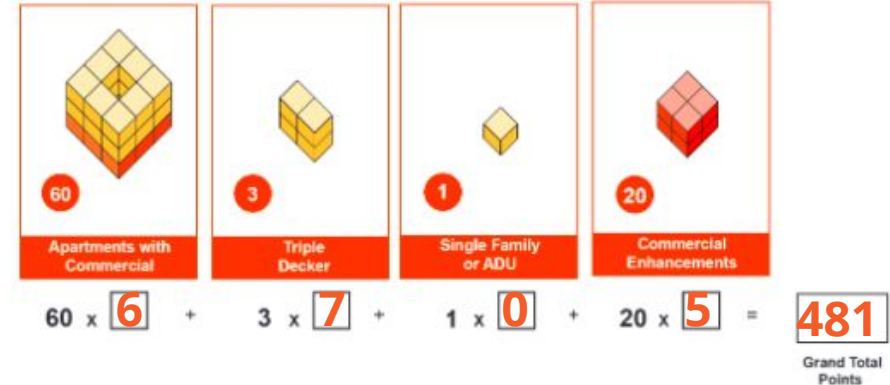 60
3
1
20
Apartments with
Commercial
Triple
Decker
Single Family
or ADU
Commercial
Enhancements
60 x 6 + 3 x 7 + 1 x 0 + 20 x 5 = 481
Grand Total
Points